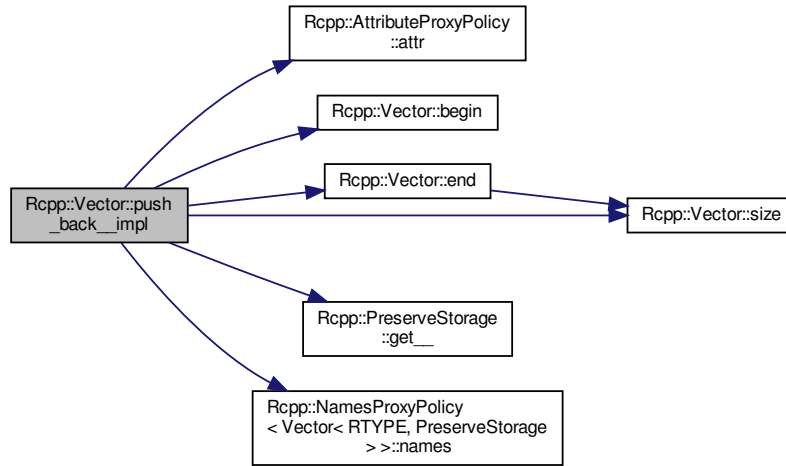 Rcpp::AttributeProxyPolicy
::attr
Rcpp::Vector::begin
Rcpp::Vector::end
Rcpp::Vector::push
_back__impl
Rcpp::Vector::size
Rcpp::PreserveStorage
::get__
Rcpp::NamesProxyPolicy
< Vector< RTYPE, PreserveStorage
> >::names